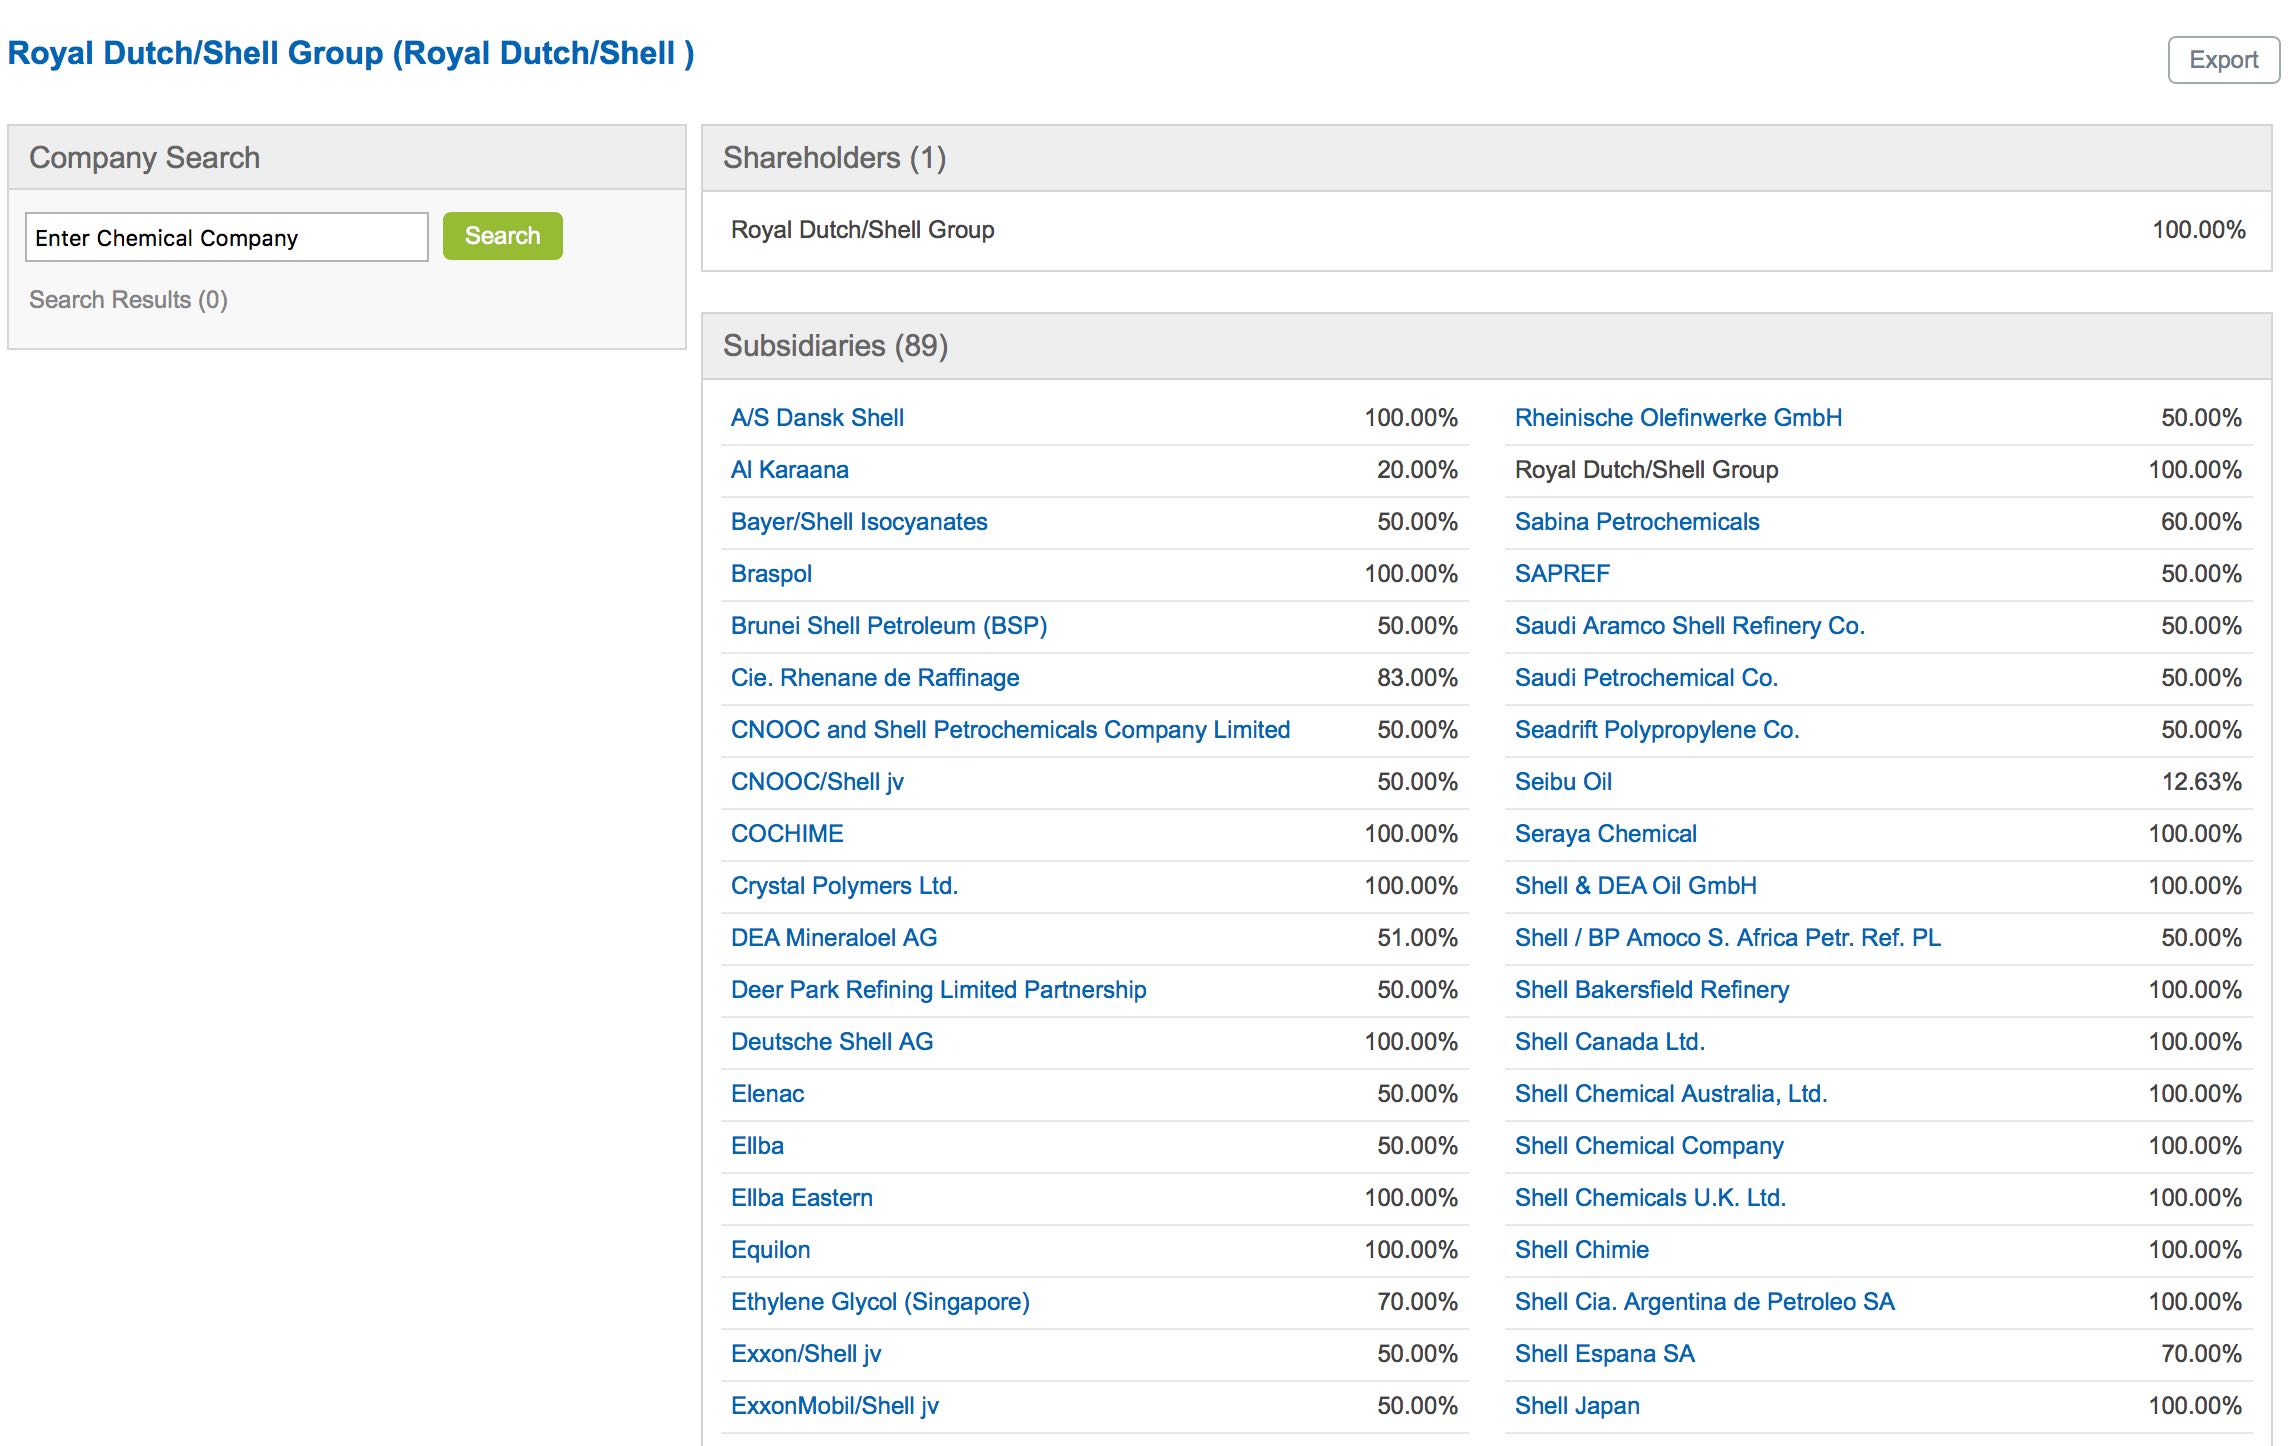 Royal Dutch/Shell Group (Royal Dutch/Shell )
Export
Company Search
Enter Chemical Company
Search
Search Results (0)
Shareholders (1)
Royal Dutch/Shell Group 100.00%
Subsidiaries (89)
A/S Dansk Shell 100.00%
Al Karaana 20.00%
Bayer/Shell Isocyanates 50.00%
Braspol 100.00%
Brunei Shell Petroleum (BSP) 50.00%
Cie. Rhenane de Raffinage 83.00%
CNOOC and Shell Petrochemicals Company Limited 50.00%
CNOOC/Shell jv 50.00%
COCHIME 100.00%
Crystal Polymers Ltd. 100.00%
DEA Mineraloel AG 51.00%
Deer Park Refining Limited Partnership 50.00%
Deutsche Shell AG 100.00%
Elenac 50.00%
Ellba 50.00%
Ellba Eastern 100.00%
Equilon 100.00%
Ethylene Glycol (Singapore) 70.00%
Exxon/Shell jv 50.00%
ExxonMobil/Shell jv 50.00%
Rheinische Olefinwerke GmbH 50.00%
Royal Dutch/Shell Group 100.00%
Sabina Petrochemicals 60.00%
SAPREF 50.00%
Saudi Aramco Shell Refinery Co. 50.00%
Saudi Petrochemical Co. 50.00%
Seadrift Polypropylene Co. 50.00%
Seibu Oil 12.63%
Seraya Chemical 100.00%
Shell & DEA Oil GmbH 100.00%
Shell / BP Amoco S. Africa Petr. Ref. PL 50.00%
Shell Bakersfield Refinery 100.00%
Shell Canada Ltd. 100.00%
Shell Chemical Australia, Ltd. 100.00%
Shell Chemical Company 100.00%
Shell Chemicals U.K. Ltd. 100.00%
Shell Chimie 100.00%
Shell Cia. Argentina de Petroleo SA 100.00%
Shell Espana SA 70.00%
Shell Japan 100.00%